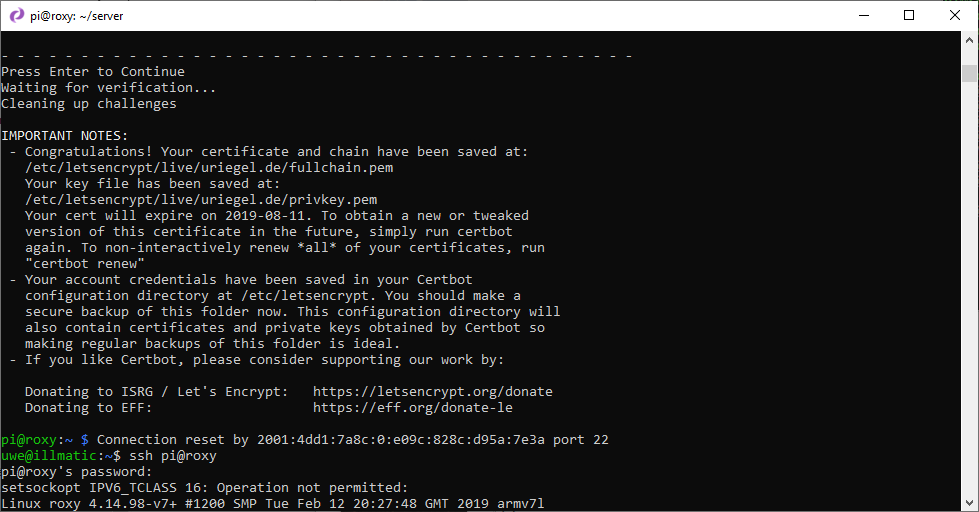 pi@roxy: ~/server
- - - - - - - - - - - - - - - - - - - - - - - - - - - - - - - - - - - - - - - -
Press Enter to Continue
Waiting for verification...
Cleaning up challenges
IMPORTANT NOTES:
- Congratulations! Your certificate and chain have been saved at:
/etc/letsencrypt/live/uriegel.de/fullchain.pem
Your key file has been saved at:
/etc/letsencrypt/live/uriegel.de/privkey.pem
Your cert will expire on 2019-08-11. To obtain a new or tweaked
version of this certificate in the future, simply run certbot
again. To non-interactively renew *all* of your certificates, run
"certbot renew"
- Your account credentials have been saved in your Certbot
configuration directory at /etc/letsencrypt. You should make a
secure backup of this folder now. This configuration directory will
also contain certificates and private keys obtained by Certbot so
making regular backups of this folder is ideal.
- If you like Certbot, please consider supporting our work by:
Donating to ISRG / Let's Encrypt:   https://letsencrypt.org/donate
Donating to EFF:                    https://eff.org/donate-le
pi@roxy:~ $ Connection reset by 2001:4dd1:7a8c:0:e09c:828c:d95a:7e3a port 22
uwe@illmatic:~$ ssh pi@roxy
pi@roxy's password:
setsockopt IPV6_TCLASS 16: Operation not permitted:
Linux roxy 4.14.98-v7+ #1200 SMP Tue Feb 12 20:27:48 GMT 2019 armv7l